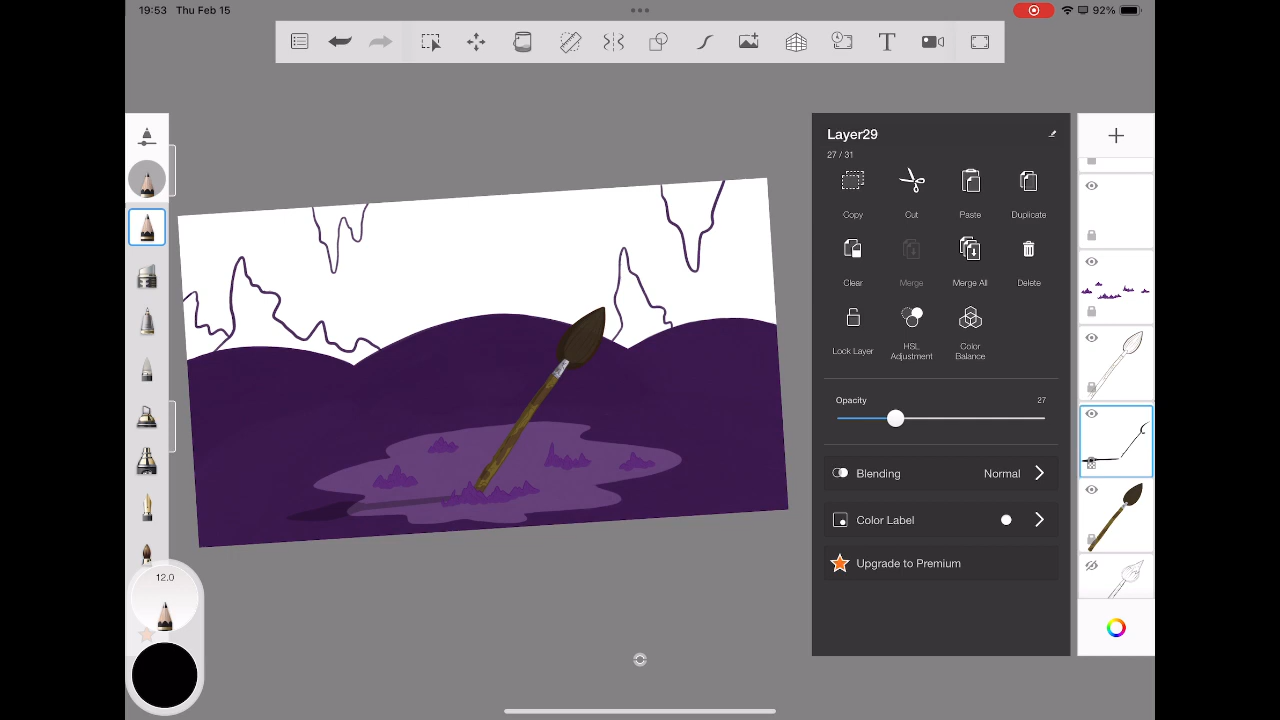 19:53 Thu Feb 15
92%
T
Layer29
27 / 31
Copy
Cut
Paste
Duplicate
Clear
Merge
Merge All
Delete
Lock Layer
HSL
Adjustment
Color
Balance
Opacity
27
Blending
Normal
Color Label
Upgrade to Premium
12.0